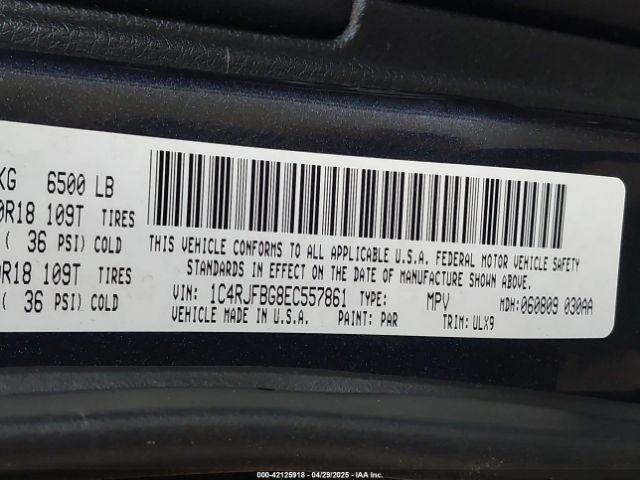 KG 6500 LB
0R18 109T TIRES
( 36 PSI) COLD
0R18 109T TIRES
( 36 PSI) COLD
THIS VEHICLE CONFORMS TO ALL APPLICABLE U.S.A. FEDERAL MOTOR VEHICLE SAFETY
STANDARDS IN EFFECT ON THE DATE OF MANUFACTURE SHOWN ABOVE.
VIN: 1C4RJFBG8EC557861 TYPE: MPV MDH:060809 030AA
VEHICLE MADE IN U.S.A. PAINT: PAR TRIM: ULX9
000-42125918 - 04/29/2025 - IAA Inc.